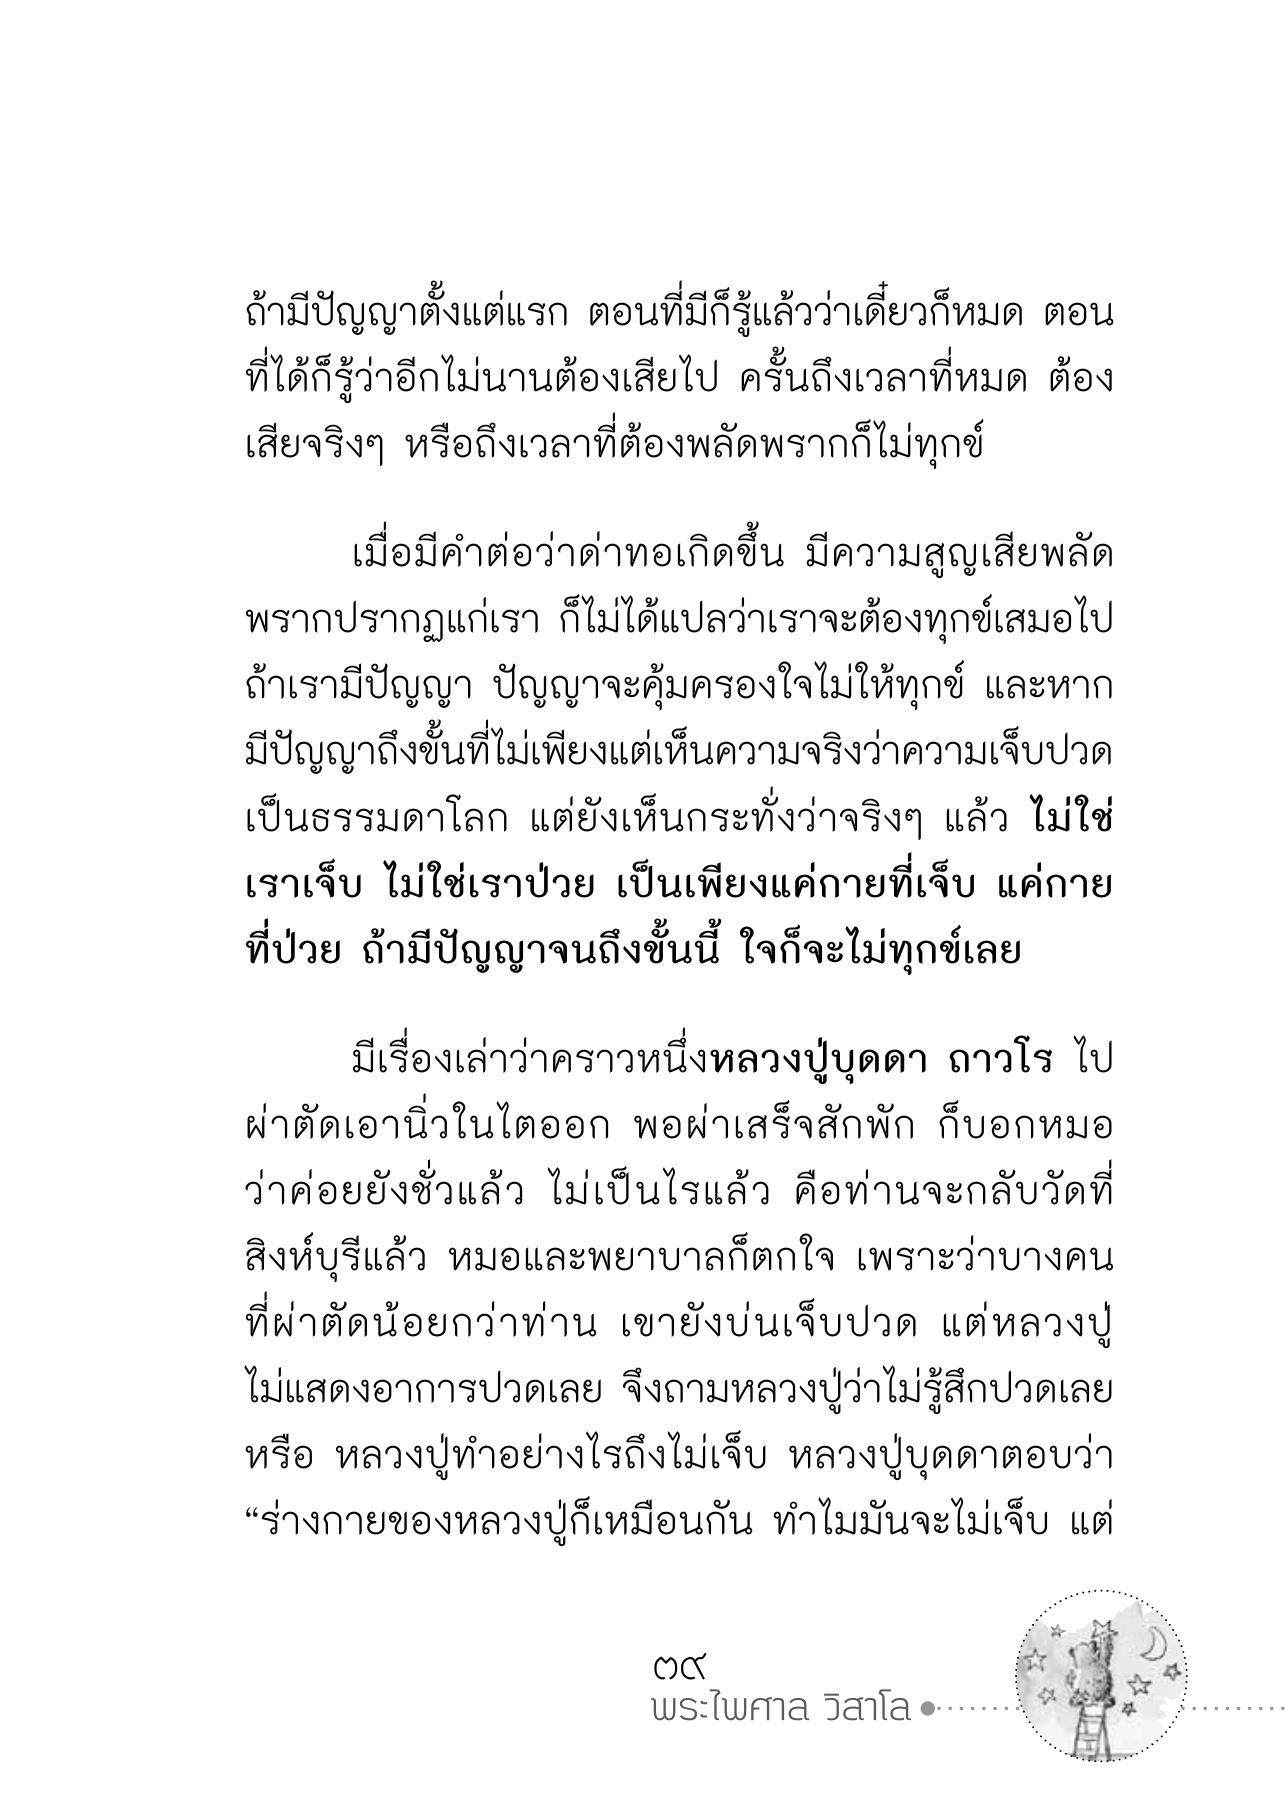 ถ้ามีปัญญาตั้งแต่แรก ตอนที่มีก็รู้แล้วว่าเดี๋ยวก็หมด ตอน
ที่ได้ก็รู้ว่าอีกไม่นานต้องเสียไป ครั้นถึงเวลาที่หมด ต้อง
เสียจริงๆ หรือถึงเวลาที่ต้องพลัดพรากก็ไม่ทุกข์
เมื่อมีคำต่อว่าด่าทอเกิดขึ้น มีความสูญเสียพลัด
พรากปรากฏแก่เรา ก็ไม่ได้แปลว่าเราจะต้องทุกข์เสมอไป
ถ้าเรามีปัญญา ปัญญาจะคุ้มครองใจไม่ให้ทุกข์ และหาก
มีปัญญาถึงขั้นที่ไม่เพียงแต่เห็นความจริงว่าความเจ็บปวด
เป็นธรรมดาโลก แต่ยังเห็นกระทั่งว่าจริงๆ แล้ว ไม่ใช่
เราเจ็บ ไม่ใช่เราป่วย เป็นเพียงแค่กายที่เจ็บ แค่กาย
ที่ป่วย ถ้ามีปัญญาจนถึงขั้นนี้ ใจก็จะไม่ทุกข์เลย
มีเรื่องเล่าว่าคราวหนึ่งหลวงปู่บุดดา ถาวโร ไป
ผ่าตัดเอานิ่วในไตออก พอผ่าเสร็จสักพัก ก็บอกหมอ
ว่าค่อยยังชั่วแล้ว ไม่เป็นไรแล้ว คือท่านจะกลับวัดที่
สิงห์บุรีแล้ว หมอและพยาบาลก็ตกใจ เพราะว่าบางคน
ที่ผ่าตัดน้อยกว่าท่าน เขายังบ่นเจ็บปวด แต่หลวงปู่
ไม่แสดงอาการปวดเลย จึงถามหลวงปู่ว่าไม่รู้สึกปวดเลย
หรือ หลวงปู่ทำอย่างไรถึงไม่เจ็บ หลวงปู่บุดดาตอบว่า
“ร่างกายของหลวงปู่ก็เหมือนกัน ทำไมมันจะไม่เจ็บ แต่
๓๙
พระไพศาล วิสาโล